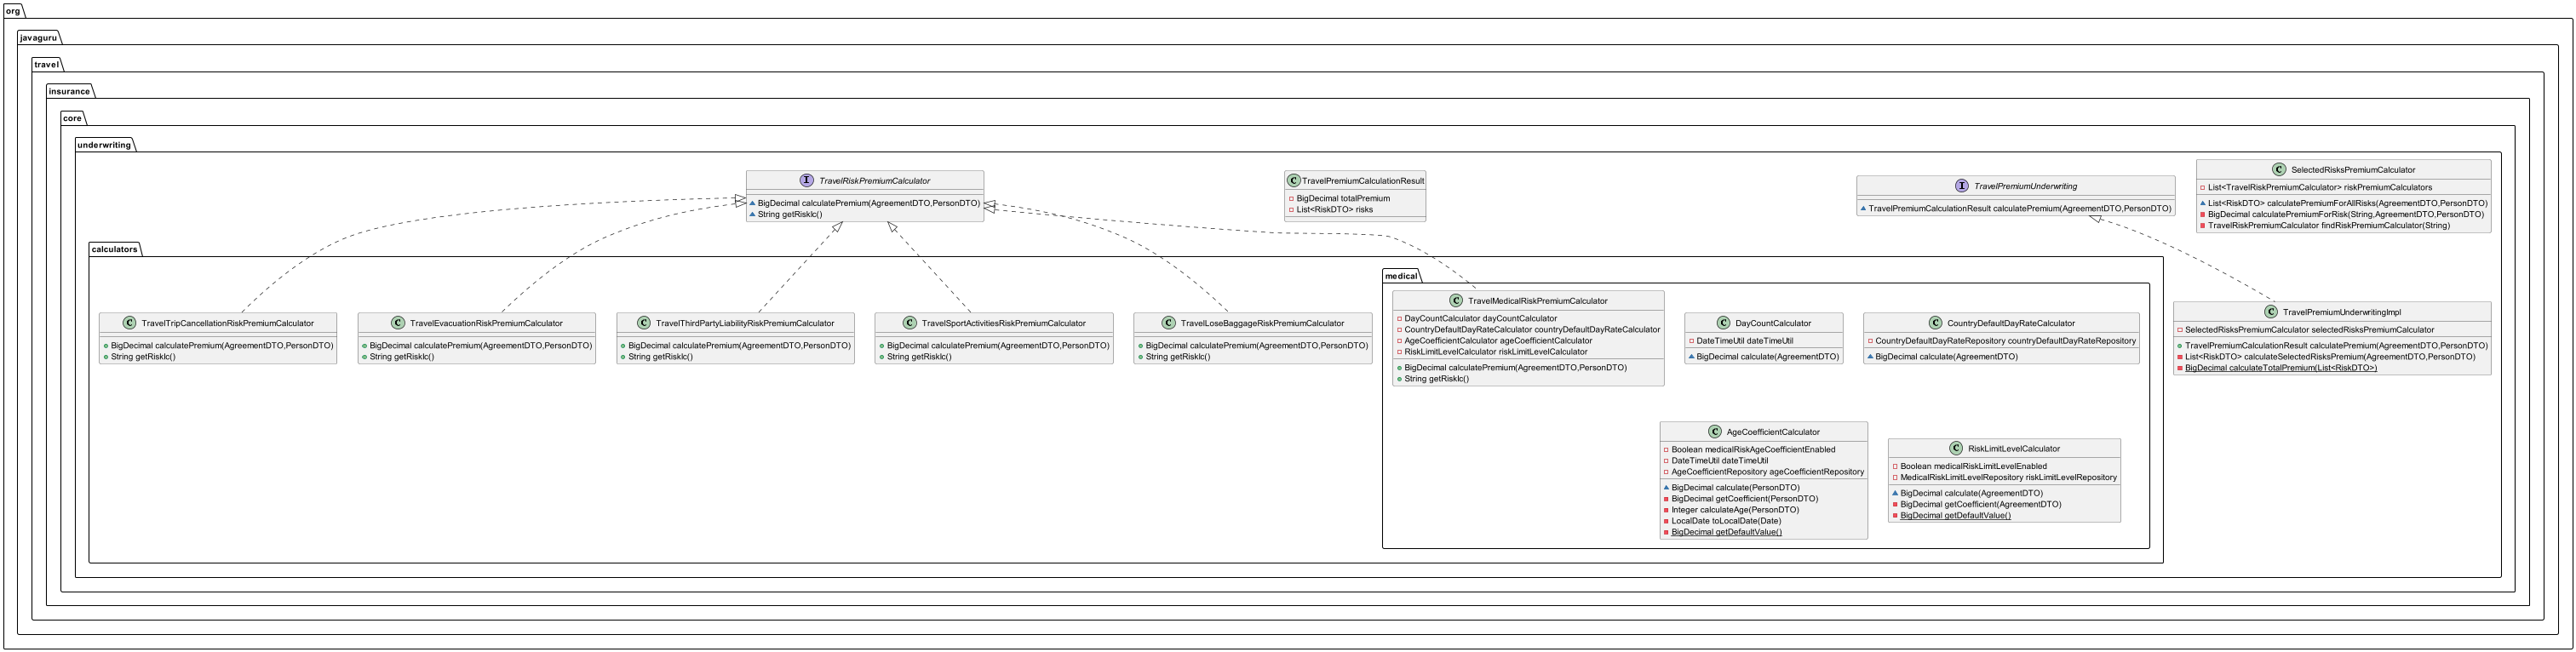 org
javaguru
travel
insurance
core
underwriting
TravelRiskPremiumCalculator
BigDecimal calculatePremium(AgreementDTO,PersonDTO)
String getRiskIc()
TravelPremiumCalculationResult
BigDecimal totalPremium
List<RiskDTO> risks
TravelPremiumUnderwriting
TravelPremiumCalculationResult calculatePremium(AgreementDTO,PersonDTO)
SelectedRisksPremiumCalculator
List<TravelRiskPremiumCalculator> riskPremiumCalculators
List<RiskDTO> calculatePremiumForAllRisks(AgreementDTO,PersonDTO)
BigDecimal calculatePremiumForRisk(String,AgreementDTO,PersonDTO)
TravelRiskPremiumCalculator findRiskPremiumCalculator(String)
calculators
TravelTripCancellationRiskPremiumCalculator
BigDecimal calculatePremium(AgreementDTO,PersonDTO)
String getRiskIc()
TravelEvacuationRiskPremiumCalculator
BigDecimal calculatePremium(AgreementDTO,PersonDTO)
String getRiskIc()
TravelThirdPartyLiabilityRiskPremiumCalculator
BigDecimal calculatePremium(AgreementDTO,PersonDTO)
String getRiskIc()
TravelSportActivitiesRiskPremiumCalculator
BigDecimal calculatePremium(AgreementDTO,PersonDTO)
String getRiskIc()
TravelLoseBaggageRiskPremiumCalculator
BigDecimal calculatePremium(AgreementDTO,PersonDTO)
String getRiskIc()
medical
TravelMedicalRiskPremiumCalculator
DayCountCalculator dayCountCalculator
CountryDefaultDayRateCalculator countryDefaultDayRateCalculator
AgeCoefficientCalculator ageCoefficientCalculator
RiskLimitLevelCalculator riskLimitLevelCalculator
BigDecimal calculatePremium(AgreementDTO,PersonDTO)
String getRiskIc()
DayCountCalculator
DateTimeUtil dateTimeUtil
BigDecimal calculate(AgreementDTO)
CountryDefaultDayRateCalculator
CountryDefaultDayRateRepository countryDefaultDayRateRepository
BigDecimal calculate(AgreementDTO)
TravelPremiumUnderwritingImpl
SelectedRisksPremiumCalculator selectedRisksPremiumCalculator
TravelPremiumCalculationResult calculatePremium(AgreementDTO,PersonDTO)
List<RiskDTO> calculateSelectedRisksPremium(AgreementDTO,PersonDTO)
BigDecimal calculateTotalPremium(List<RiskDTO>)
AgeCoefficientCalculator
Boolean medicalRiskAgeCoefficientEnabled
DateTimeUtil dateTimeUtil
AgeCoefficientRepository ageCoefficientRepository
BigDecimal calculate(PersonDTO)
BigDecimal getCoefficient(PersonDTO)
Integer calculateAge(PersonDTO)
LocalDate toLocalDate(Date)
BigDecimal getDefaultValue()
RiskLimitLevelCalculator
Boolean medicalRiskLimitLevelEnabled
MedicalRiskLimitLevelRepository riskLimitLevelRepository
BigDecimal calculate(AgreementDTO)
BigDecimal getCoefficient(AgreementDTO)
BigDecimal getDefaultValue()